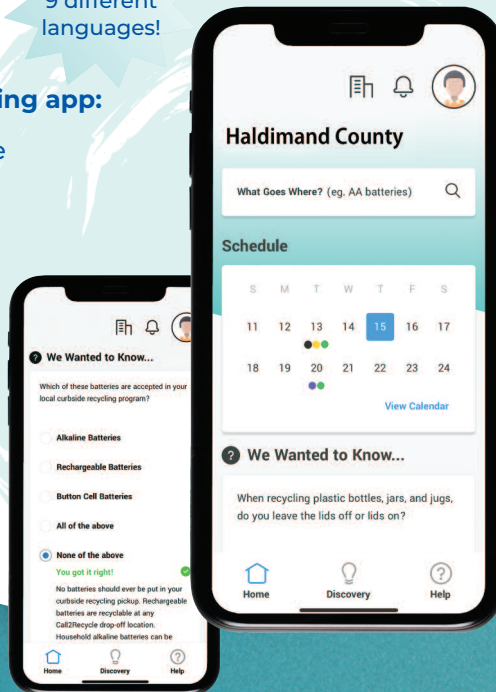 9 different
languages!
ing app:
e
Haldimand County
What Goes Where? (eg. AA batteries)
Schedule
S M T W T F S
11 12 13 14 15 16 17
18 19 20 21 22 23 24
View Calendar
We Wanted to Know...
When recycling plastic bottles, jars, and jugs,
do you leave the lids off or lids on?
Home Discovery Help
We Wanted to Know...
Which of these batteries are accepted in your
local curbside recycling program?
Alkaline Batteries
Rechargeable Batteries
Button Cell Batteries
All of the above
None of the above
You got it right!
No batteries should ever be put in your
curbside recycling pickup. Rechargeable
batteries are recyclable at any
Call2Recycle drop-off location.
Household alkaline batteries can be
Home Discovery Help